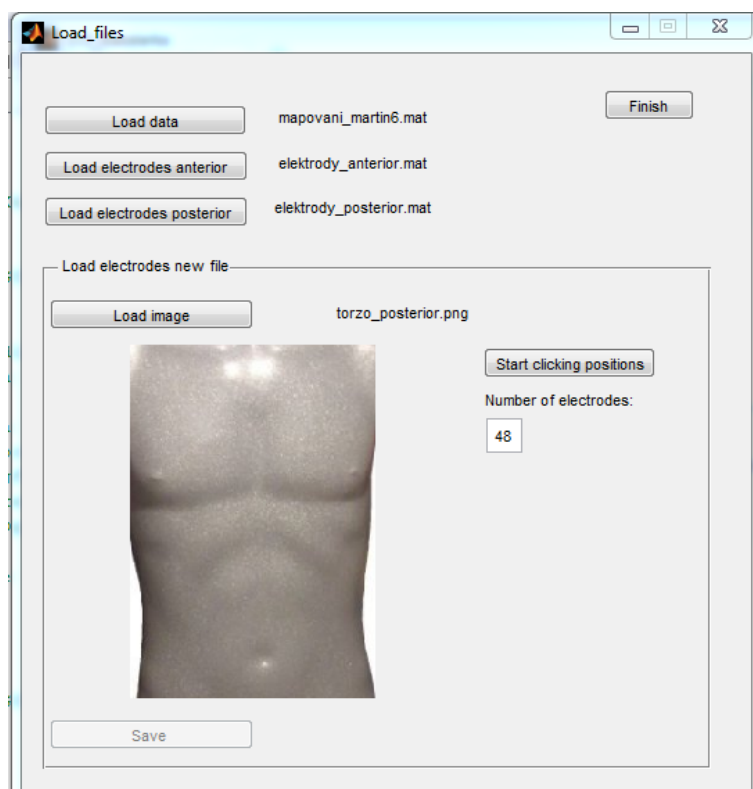 Load_files
Load data mapovani_martin6.mat Finish
Load electrodes anterior elektrody_anterior.mat
Load electrodes posterior elektrody_posterior.mat
Load electrodes new file
Load image torzo_posterior.png
Start clicking positions
Number of electrodes:
48
Save